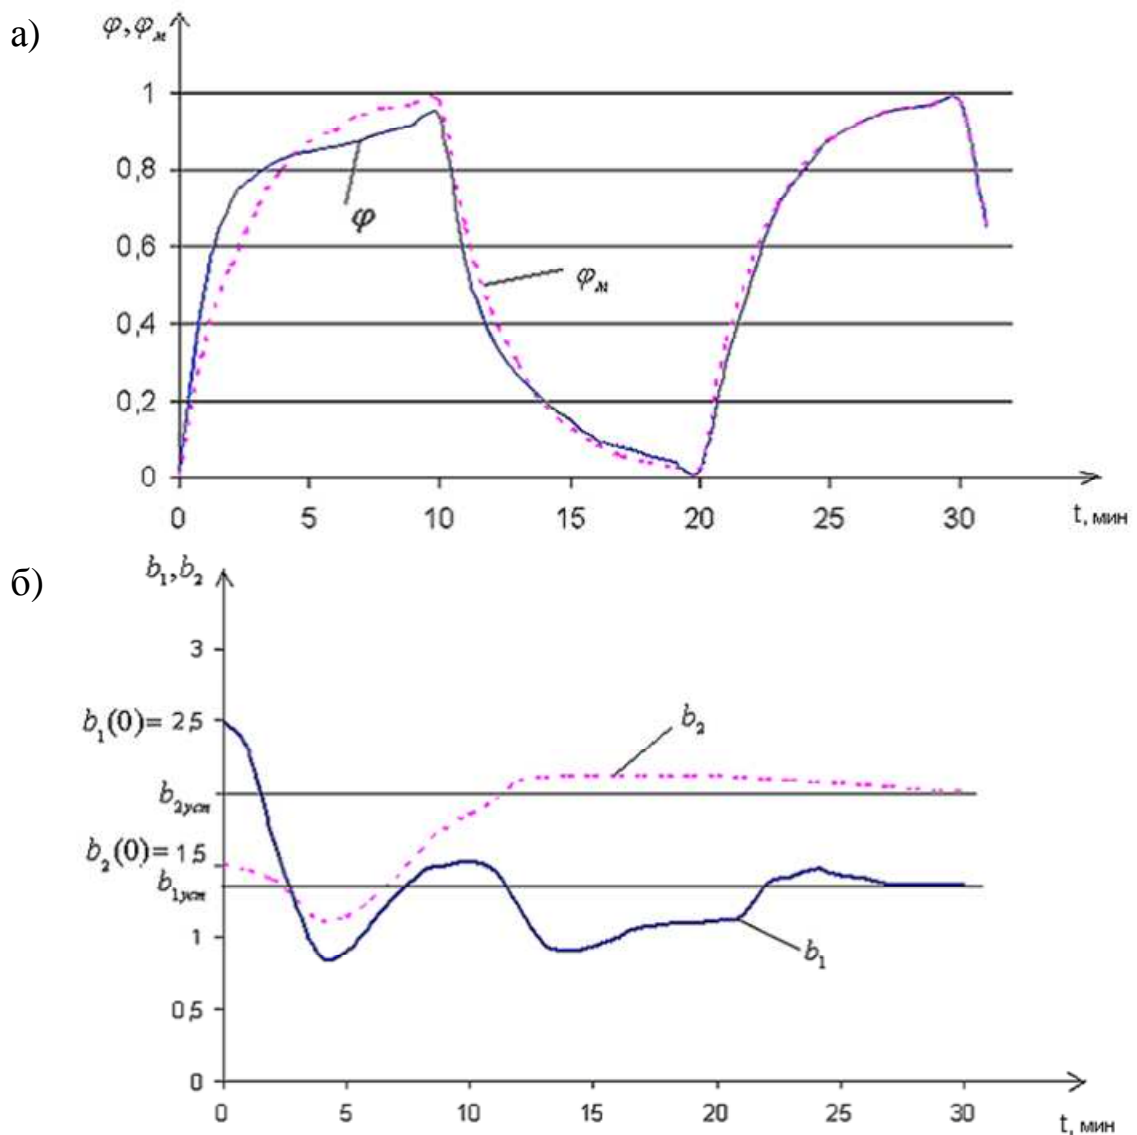 а)
φ, φм
1
0,8
φ
0,6
φм
0,4
0,2
0
0 5 10 15 20 25 30
t, мин
б)
b1, b2
3
b1(0)= 2,5
b2
b2уст
b2(0)= 1,5
b1уст
1
b1
0,5
0
0 5 10 15 20 25 30
t, мин